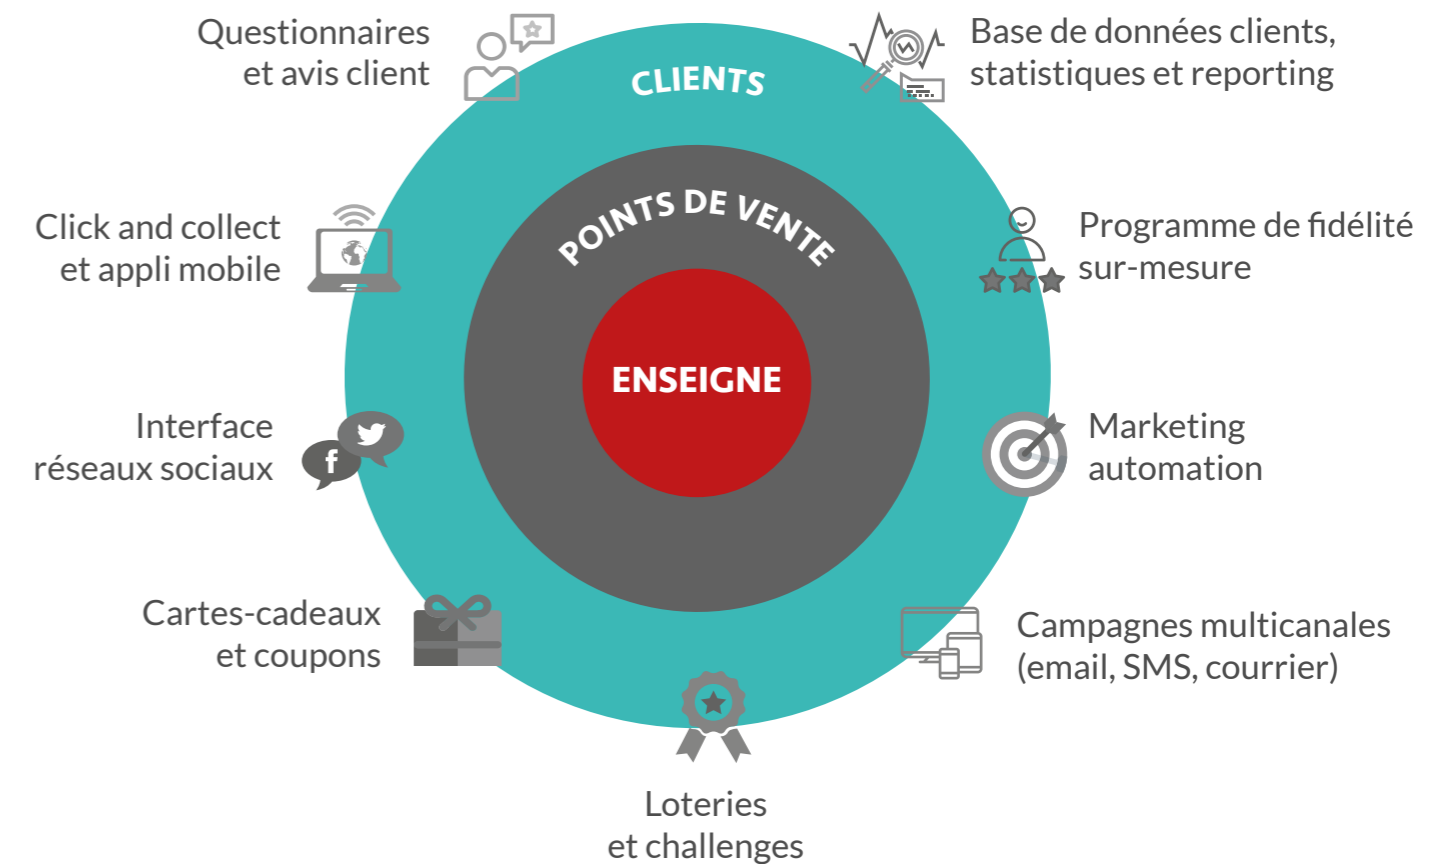 Questionnaires
et avis client
Base de données clients,
statistiques et reporting
CLIENTS
POINTS DE VENTE
ENSEIGNE
Click and collect
et appli mobile
Programme de fidélité
sur-mesure
Interface
réseaux sociaux
f
Marketing
automation
Cartes-cadeaux
et coupons
Campagnes multicanales
(email, SMS, courrier)
Loteries
et challenges